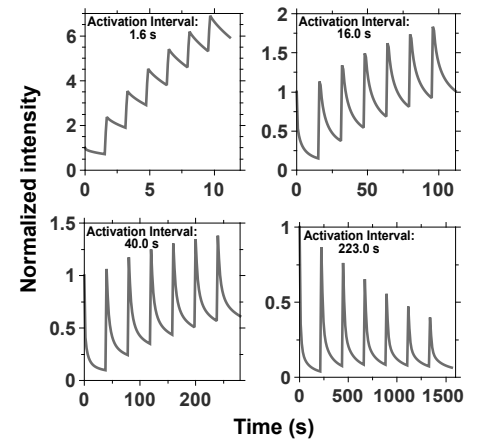 Normalized intensity
Activation Interval:
1.6 s
6
4
2
0
0
5
10
Activation Interval:
16.0 s
2
1.5
1
0.5
0
0
50
100
Activation Interval:
40.0 s
1.5
1
0.5
0
0
100
200
Activation Interval:
223.0 s
1
0.5
0
0
500
1000
1500
Time (s)